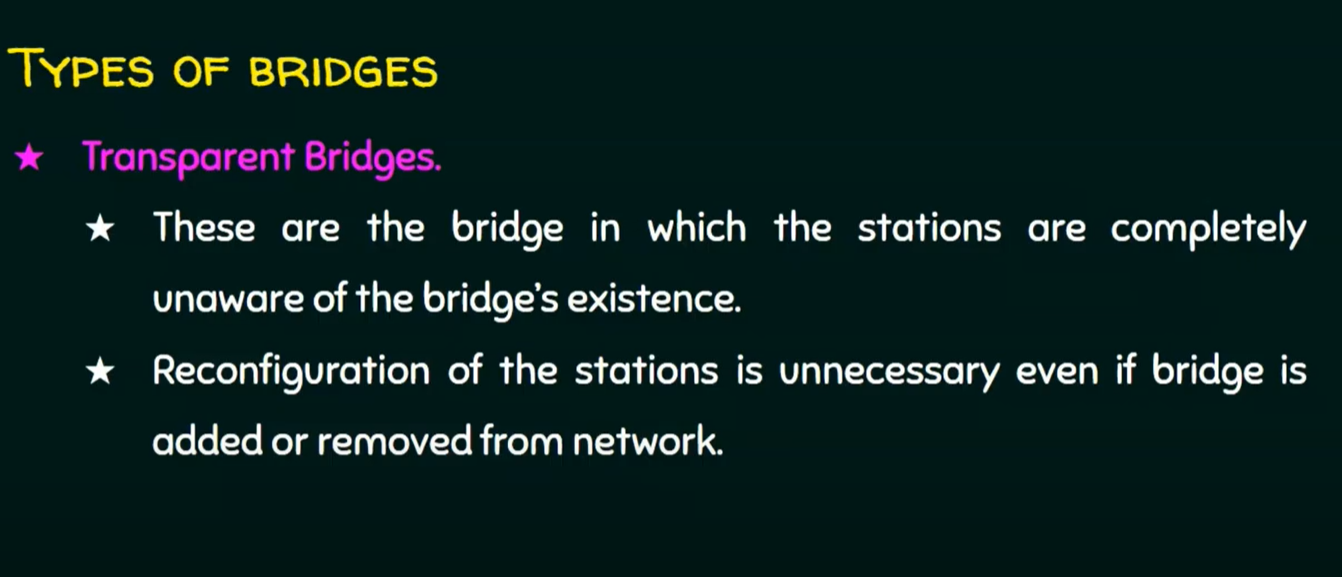 TYPES OF BRIDGES
★ Transparent Bridges.
★ These are the bridge in which the stations are completely
unaware of the bridge's existence.
★ Reconfiguration of the stations is unnecessary even if bridge is
added or removed from network.